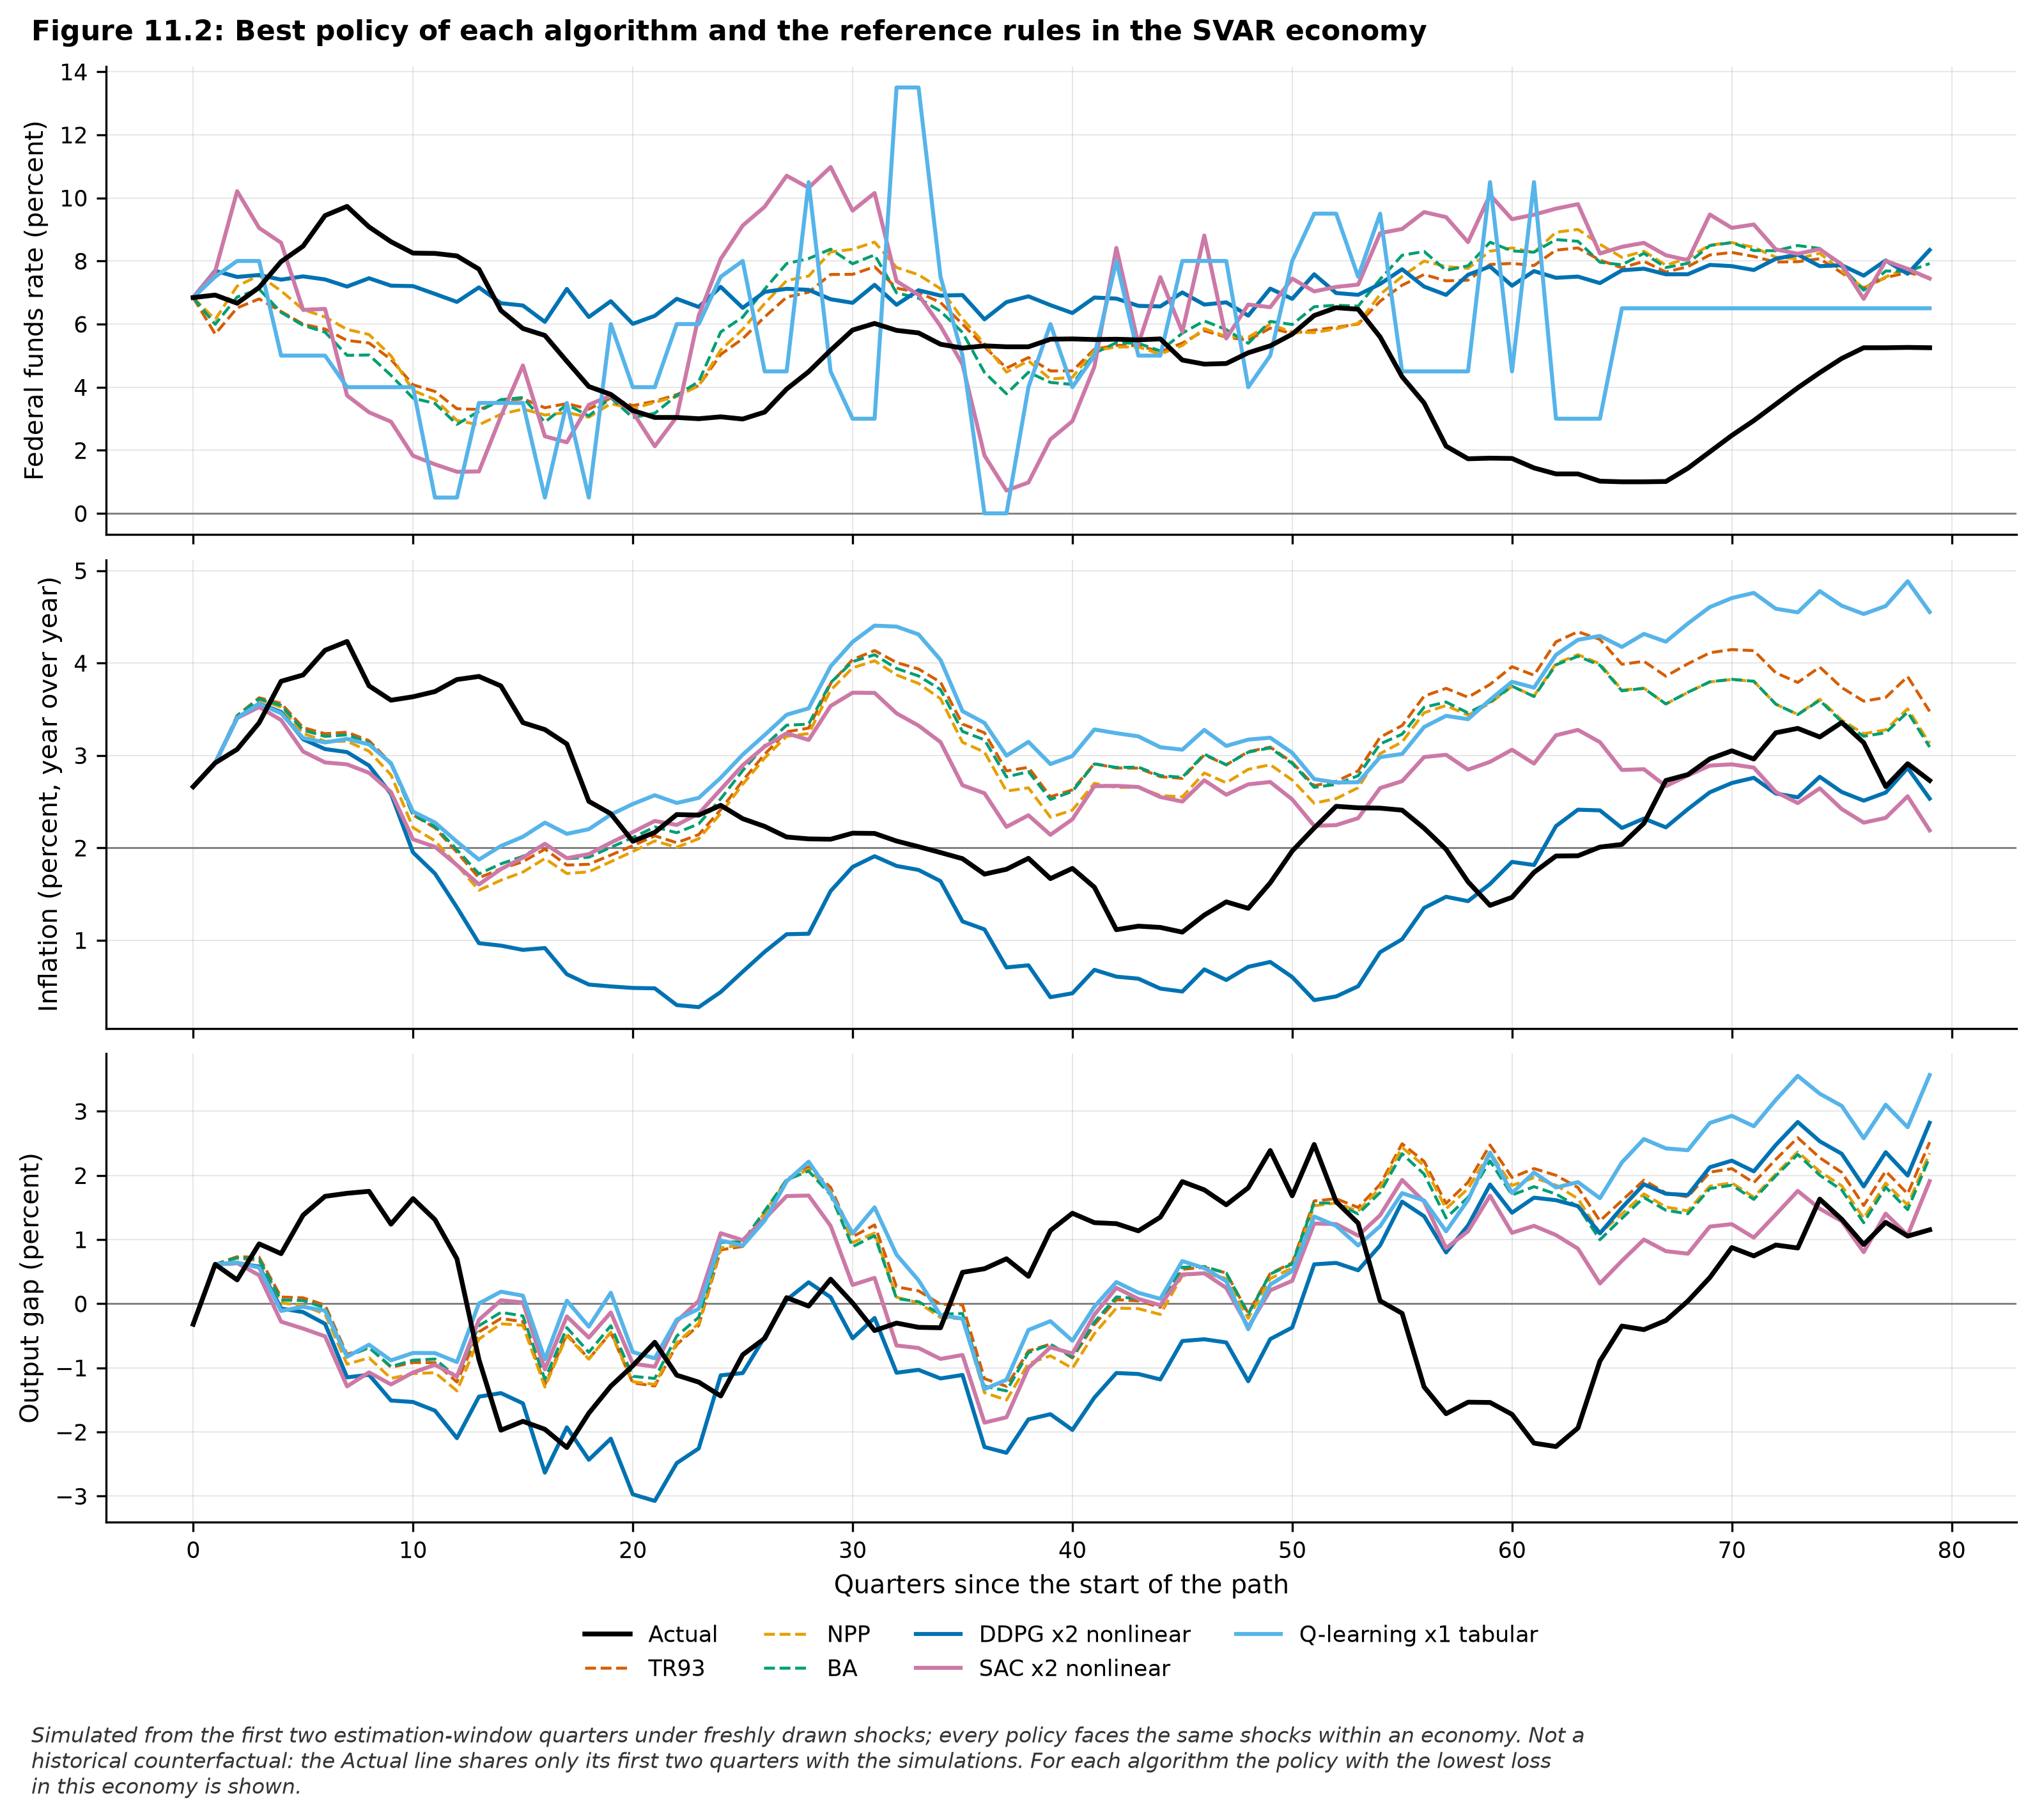 Figure 11.2: Best policy of each algorithm and the reference rules in the SVAR economy
Federal funds rate (percent)
14
12
10
8
6
4
2
0
Inflation (percent, year over year)
5
4
3
2
1
Output gap (percent)
3
2
1
0
−1
−2
−3
0 10 20 30 40 50 60 70 80
Quarters since the start of the path
Actual NPP DDPG x2 nonlinear Q-learning x1 tabular
TR93 BA SAC x2 nonlinear
Simulated from the first two estimation-window quarters under freshly drawn shocks; every policy faces the same shocks within an economy. Not a
historical counterfactual: the Actual line shares only its first two quarters with the simulations. For each algorithm the policy with the lowest loss
in this economy is shown.